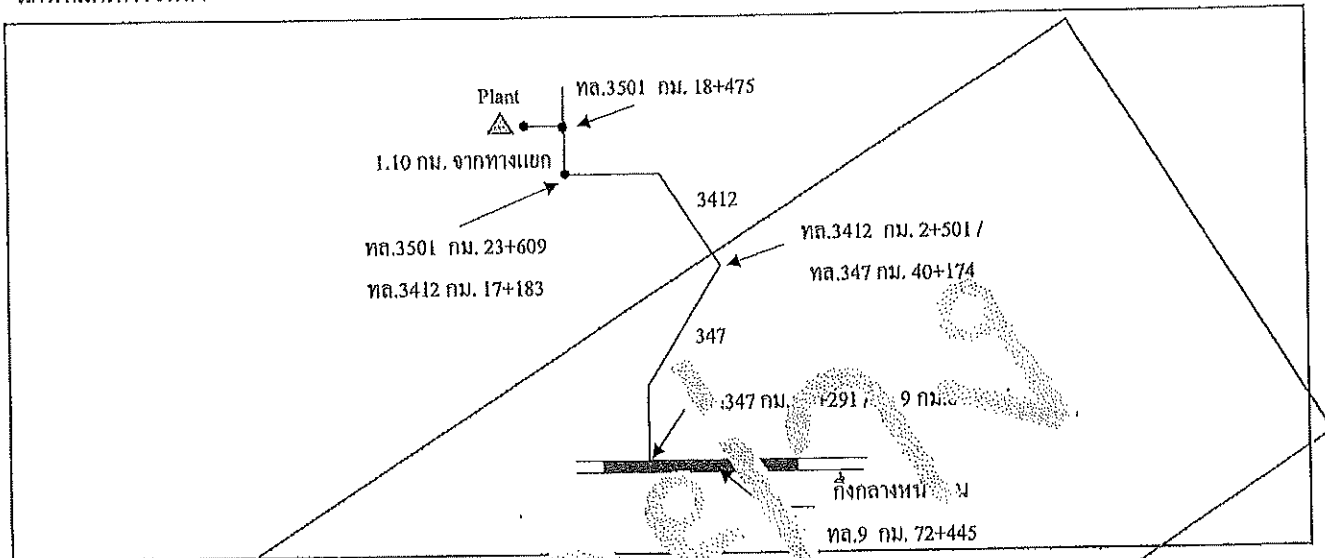 Plant
ทล.3501 กม. 18+475
1.10 กม. จากทางแยก
3412
ทล.3501 กม. 23+609
ทล.3412 กม. 17+183
ทล.3412 กม. 2+501 /
ทล.347 กม. 40+174
347
347 กม. +291 / 9 กม.
กึ่งกลาง
ทล.9 กม. 72+445